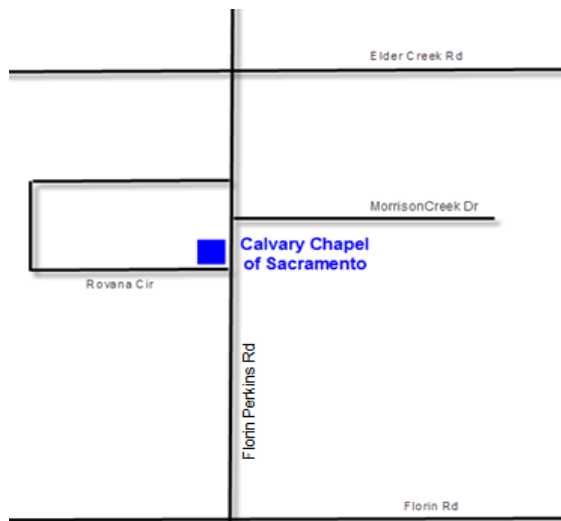 Elder Creek Rd
MorrisonCreek Dr
Calvary Chapel
of Sacramento
Rovana Cir
Florin Perkins Rd
Florin Rd